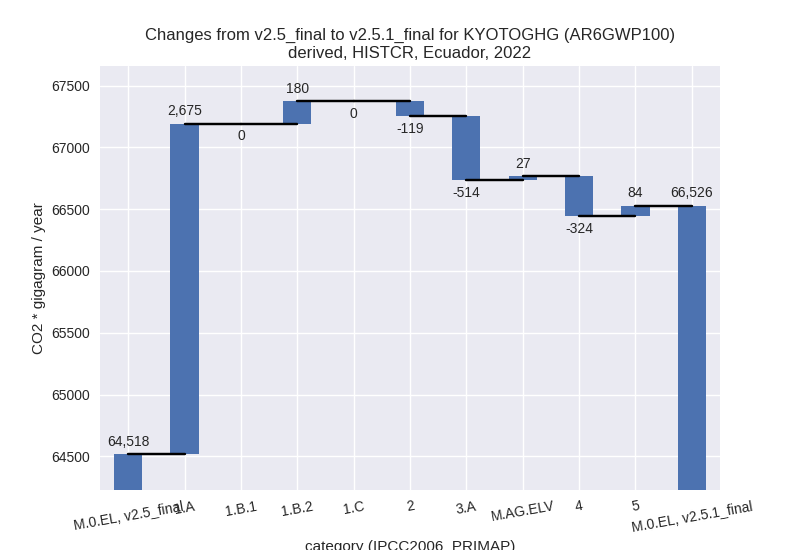 Changes from v2.5_final to v2.5.1_final for KYOTOGHG (AR6GWP100)
derived, HISTCR, Ecuador, 2022
CO2 * gigagram / year
67500
67000
66500
66000
65500
65000
64500
64,518
2,675
0
180
0
-119
-514
27
-324
84
66,526
M.0.EL, v2.5_final
1.A
1.B.1
1.B.2
1.C
2
3.A
M.AG.ELV
4
5
M.0.EL, v2.5.1_final
category (IPCC2006_PRIMAP)